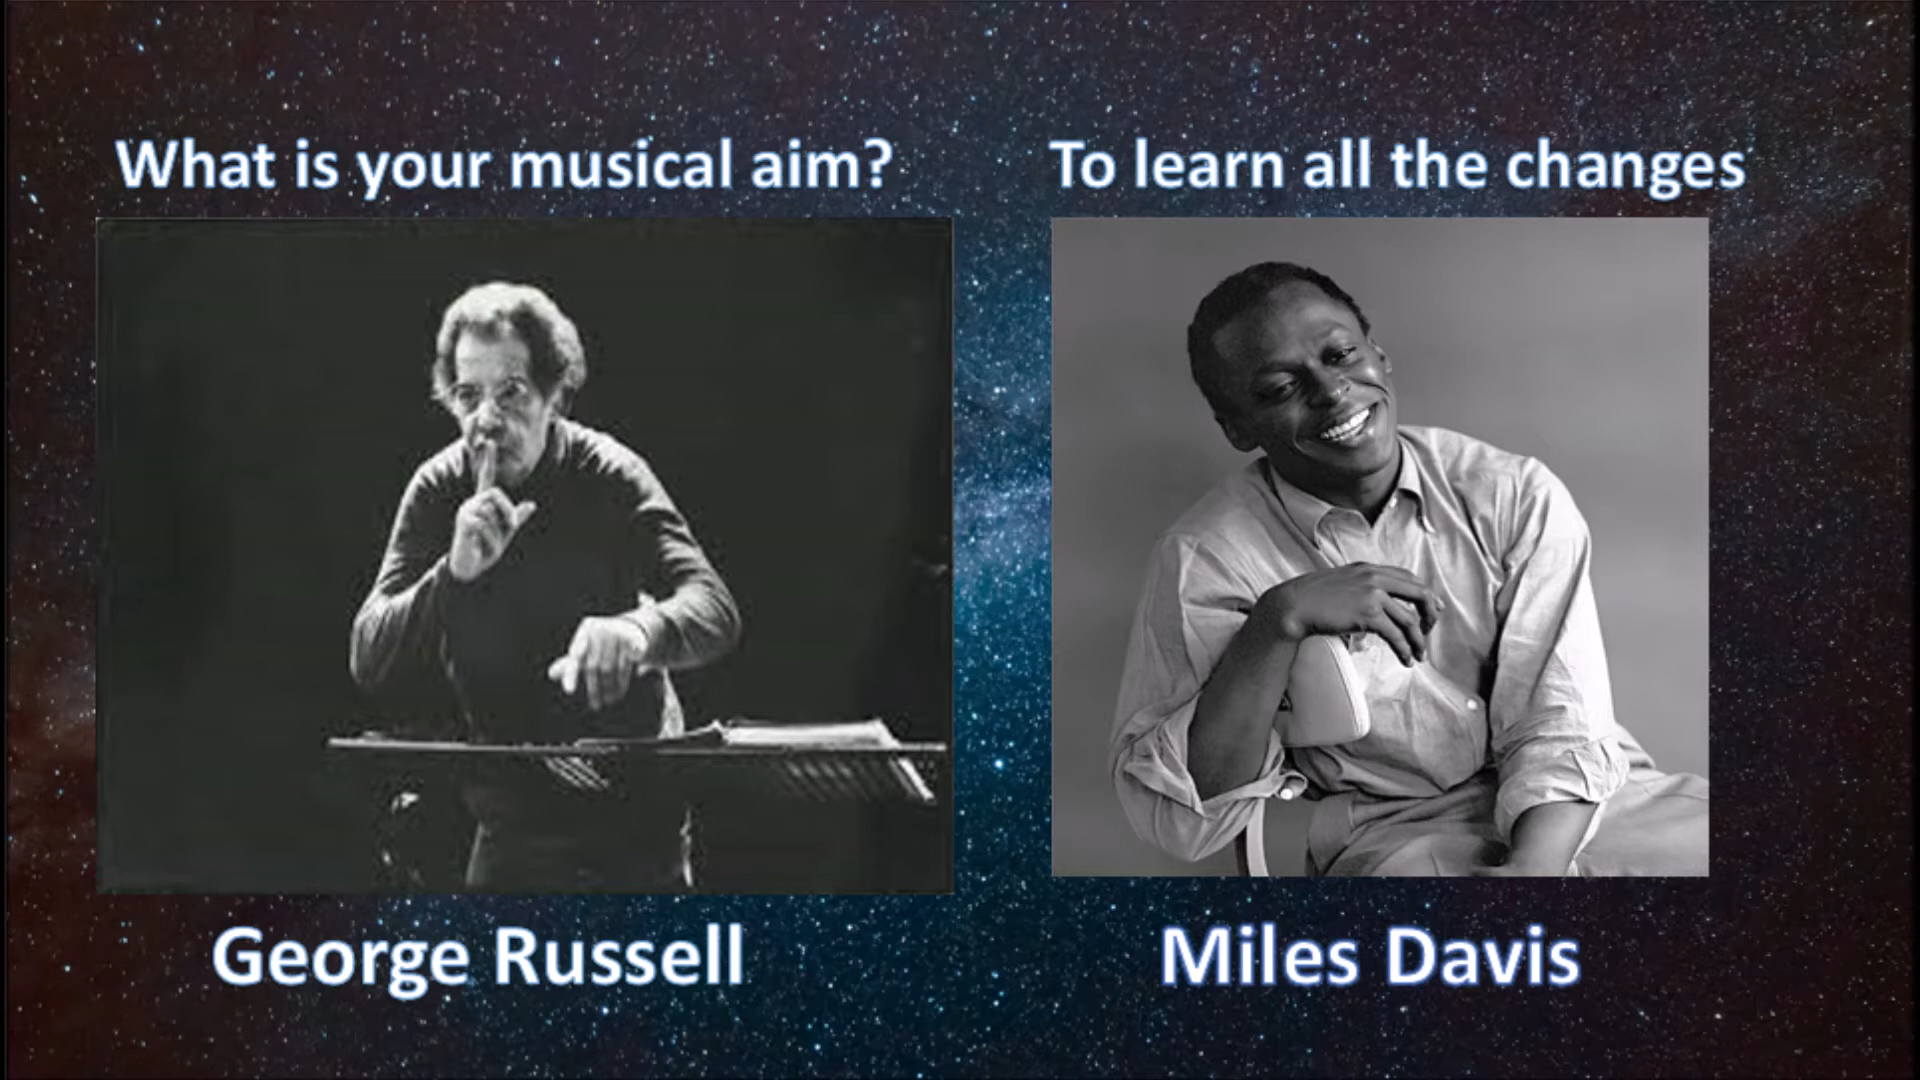 What is your musical aim?
To learn all the changes
George Russell
Miles Davis